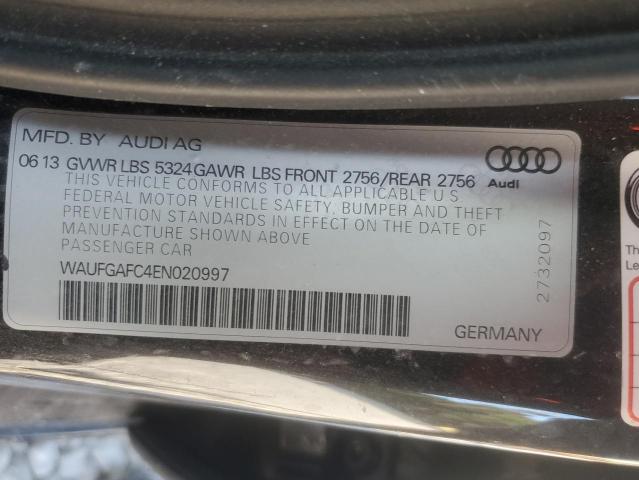 MFD. BY AUDI AG
06 13 GVWR LBS 5324 GAWR LBS FRONT 2756/REAR 2756
THIS VEHICLE CONFORMS TO ALL APPLICABLE U S
FEDERAL MOTOR VEHICLE SAFETY, BUMPER AND THEFT
PREVENTION STANDARDS IN EFFECT ON THE DATE OF
MANUFACTURE SHOWN ABOVE
PASSENGER CAR
WAUFGAFC4EN020997
GERMANY
Audi
2732097